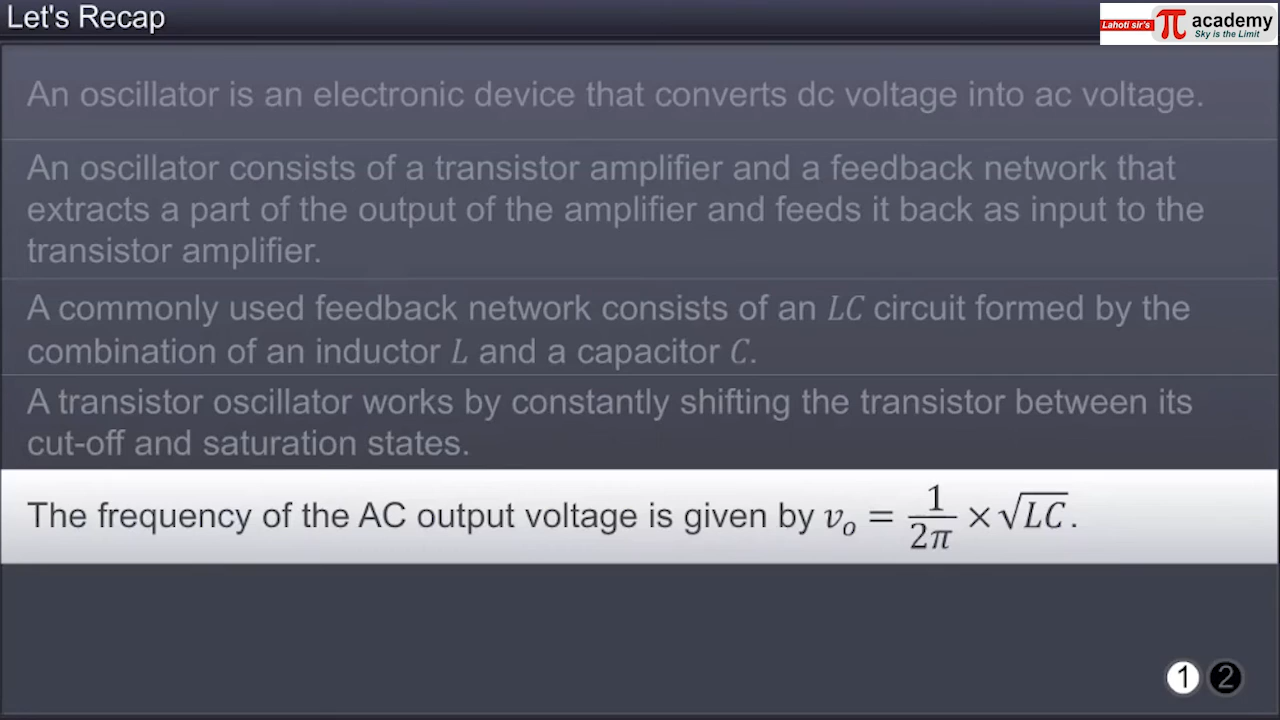 Let's Recap
Lahoti sir's π academy
Sky is the Limit
An oscillator is an electronic device that converts dc voltage into ac voltage.
An oscillator consists of a transistor amplifier and a feedback network that
extracts a part of the output of the amplifier and feeds it back as input to the
transistor amplifier.
A commonly used feedback network consists of an LC circuit formed by the
combination of an inductor L and a capacitor C.
A transistor oscillator works by constantly shifting the transistor between its
cut-off and saturation states.
The frequency of the AC output voltage is given by v₀ = 1/2π × √LC.
1 2